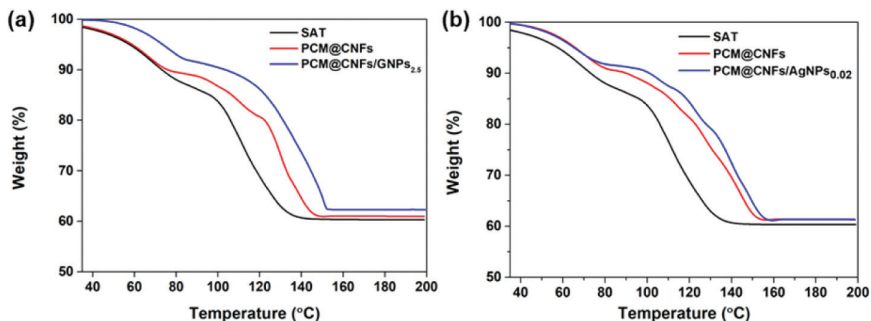 (a)
SAT
PCM@CNFs
PCM@CNFs/GNPs2.5
Weight (%)
100
90
80
70
60
50
40 60 80 100 120 140 160 180 200
Temperature (oC)
(b)
SAT
PCM@CNFs
PCM@CNFs/AgNPs0.02
Weight (%)
100
90
80
70
60
50
40 60 80 100 120 140 160 180 200
Temperature (oC)